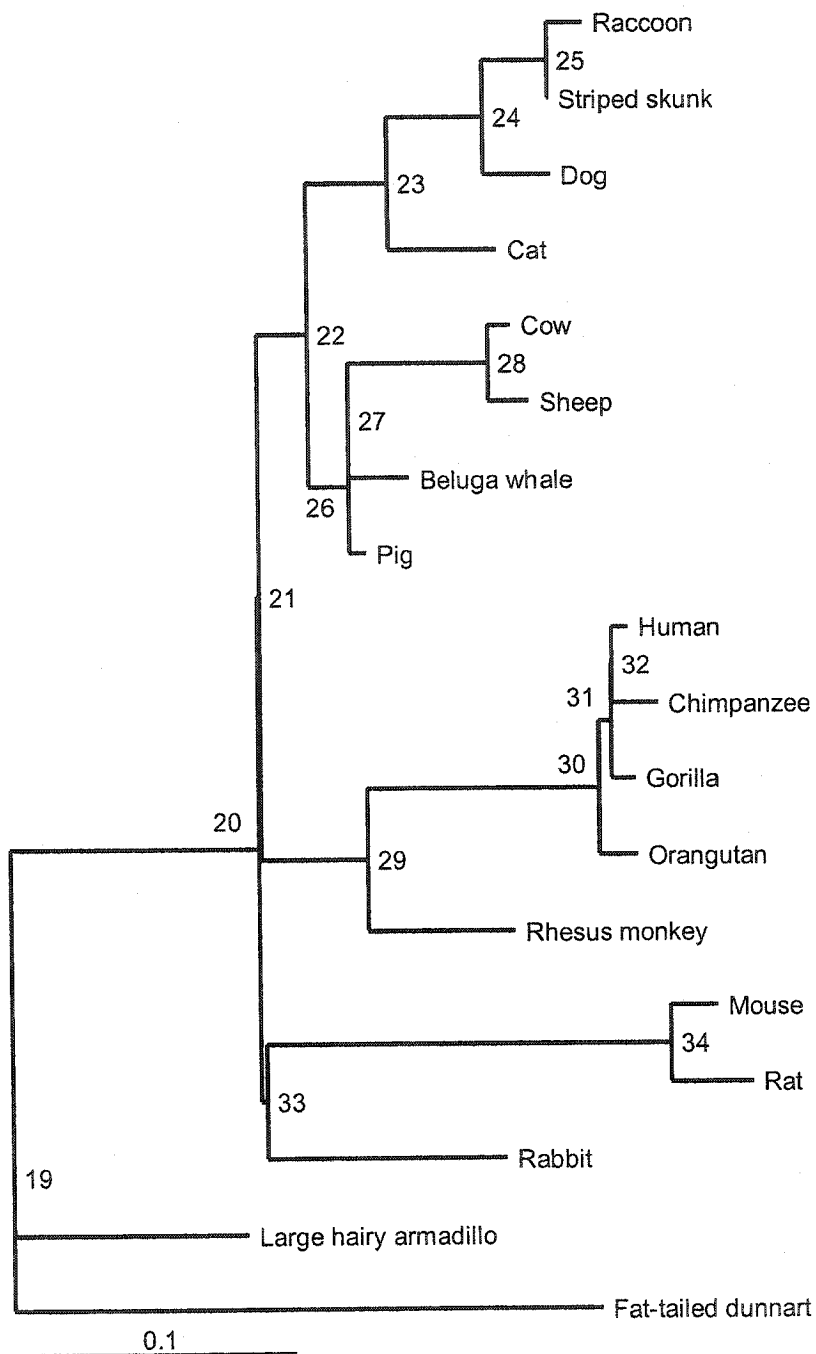 Raccoon
25
Striped skunk
24
Dog
23
Cat
Cow
22
28
Sheep
27
Beluga whale
26
Pig
21
Human
32
31
Chimpanzee
30
Gorilla
20
Orangutan
29
Rhesus monkey
Mouse
34
Rat
33
Rabbit
19
Large hairy armadillo
Fat-tailed dunnart
0.1